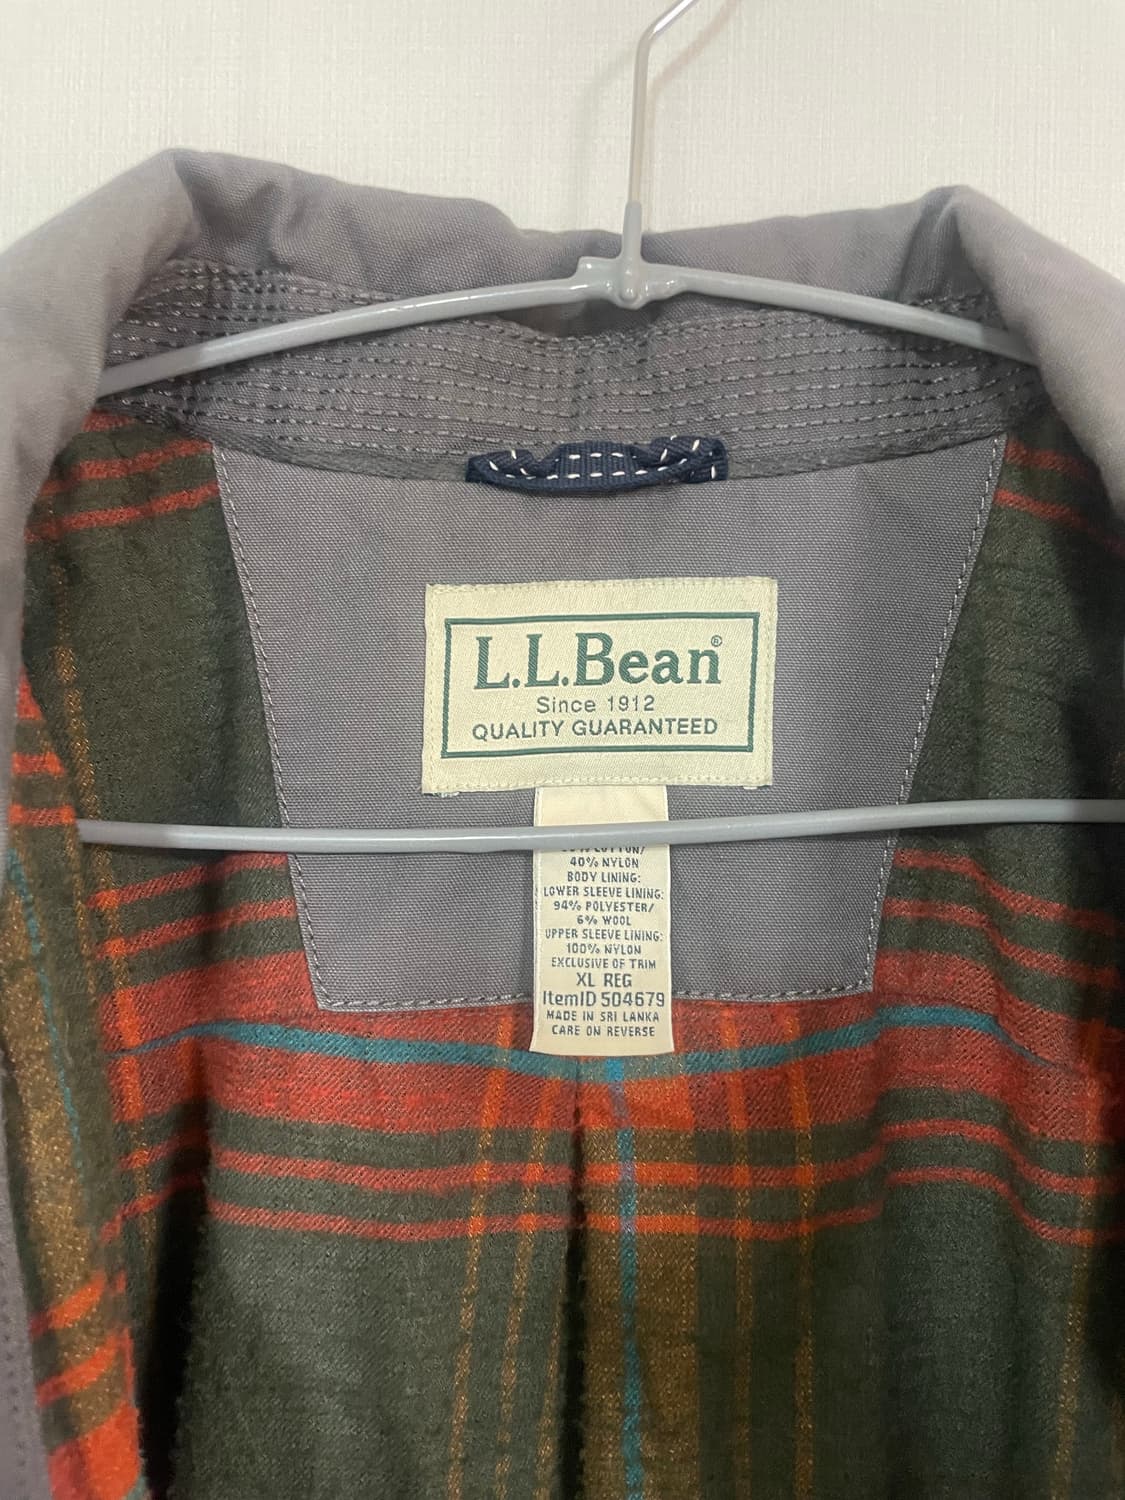 L.L.Bean®
Since 1912
QUALITY GUARANTEED
40% NYLON
BODY LINING:
LOWER SLEEVE LINING:
94% POLYESTER/
6% WOOL
UPPER SLEEVE LINING:
100% NYLON
EXCLUSIVE OF TRIM
XL REG
ItemID 504679
MADE IN SRI LANKA
CARE ON REVERSE